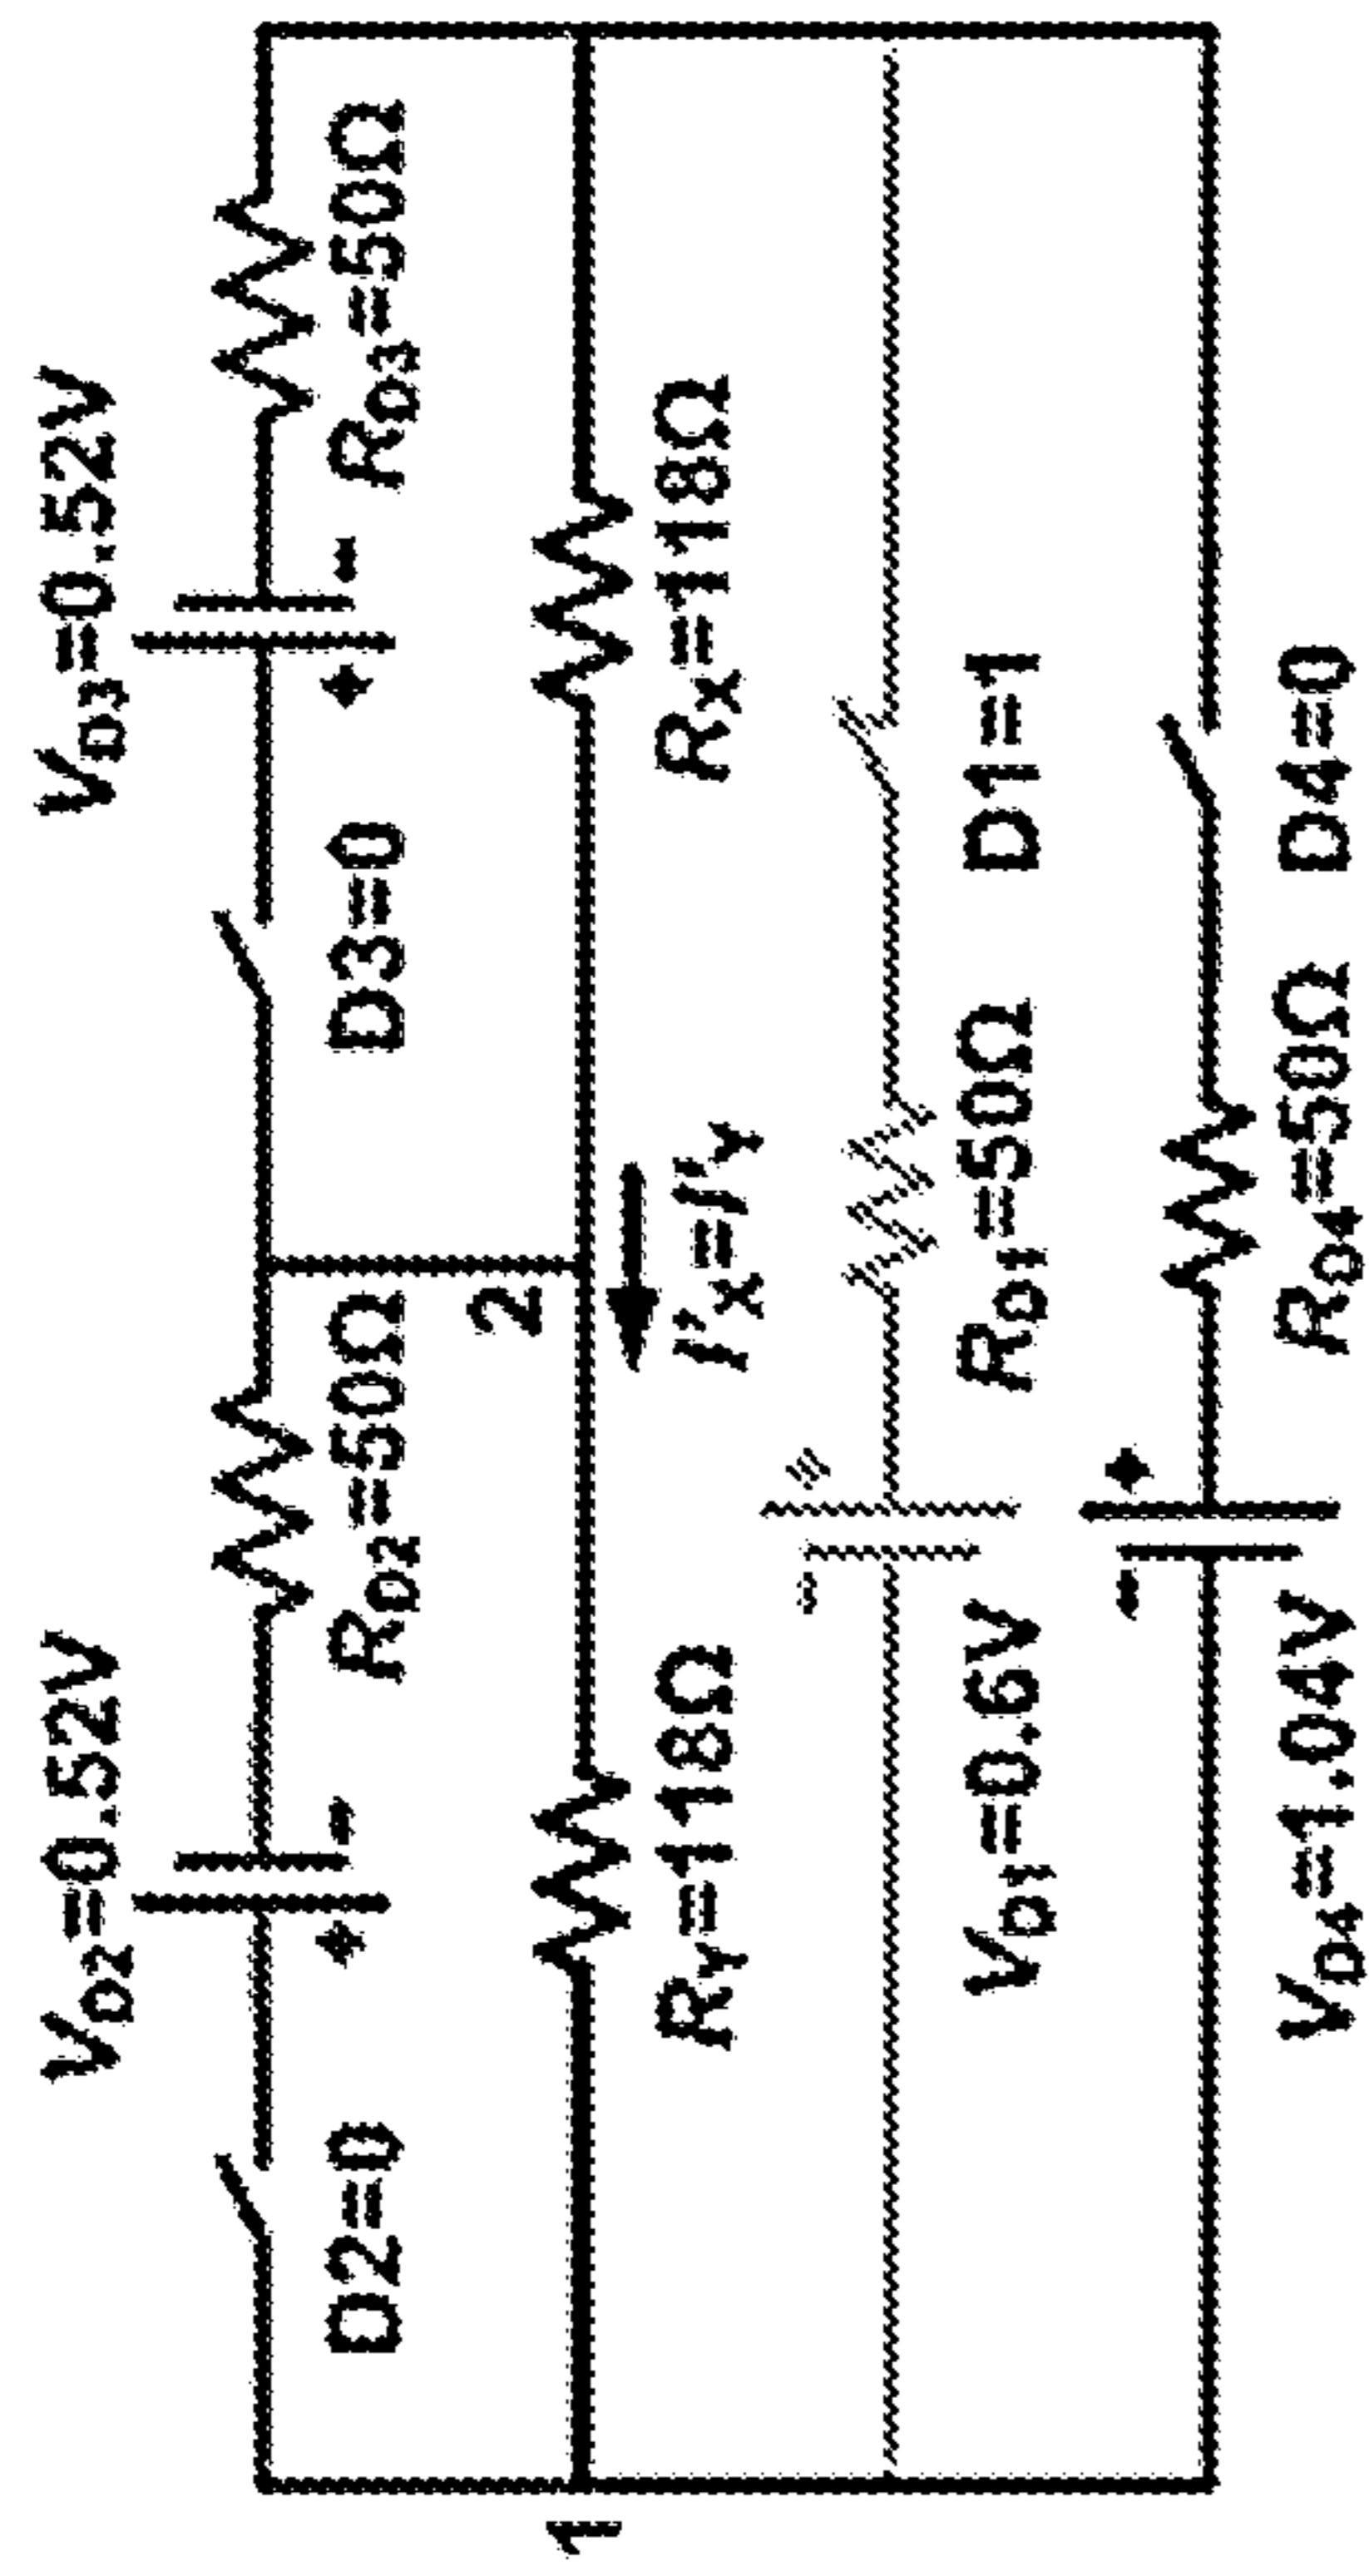 V_D2=0.52V V_D3=0.52V
+ - + -
D2=0 R_D2=50Ω D3=0 R_D3=50Ω
2
1
R_Y=118Ω I'_X=I'_Y R_X=118Ω
-
V_D1=0.6V R_D1=50Ω D1=1
- +
V_D4=1.04V R_D4=50Ω D4=0